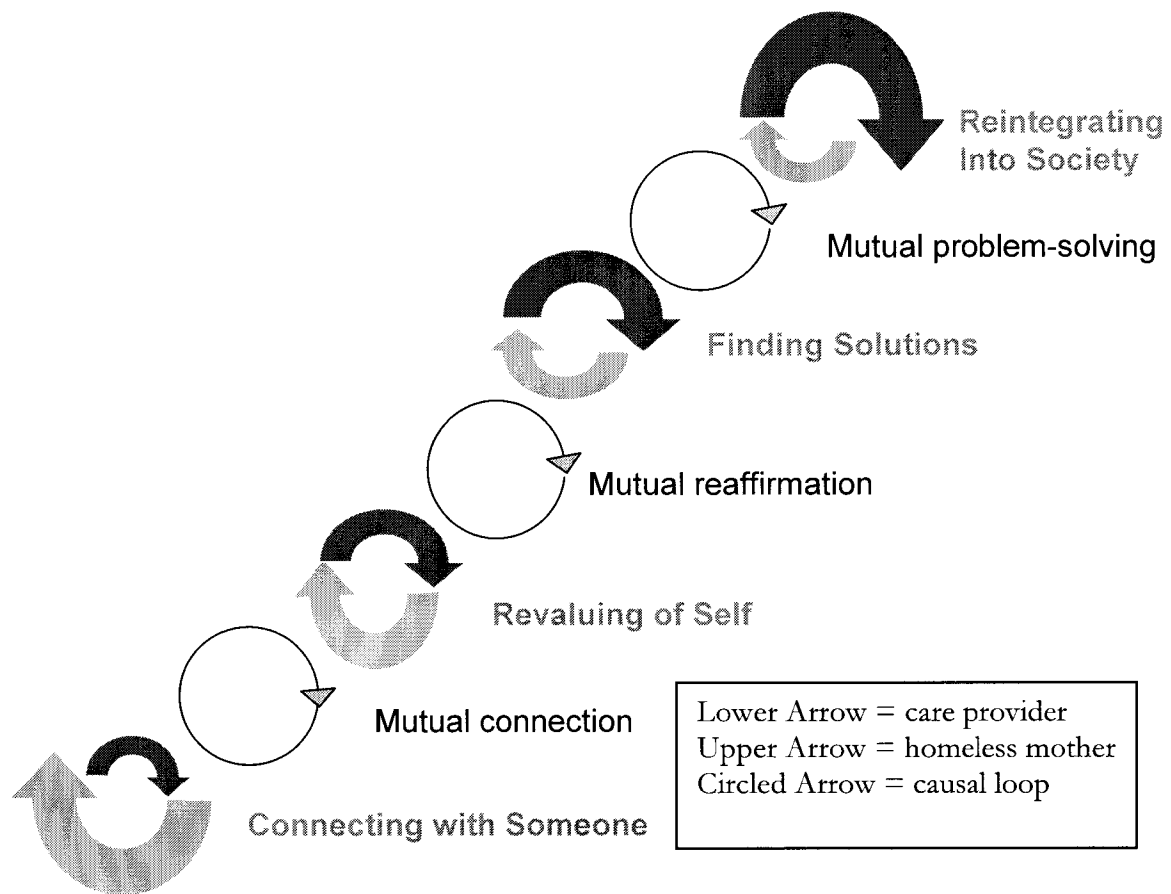 Reintegrating
Into Society
Mutual problem-solving
Finding Solutions
Mutual reaffirmation
Revaluing of Self
Mutual connection
Connecting with Someone
Lower Arrow = care provider
Upper Arrow = homeless mother
Circled Arrow = causal loop